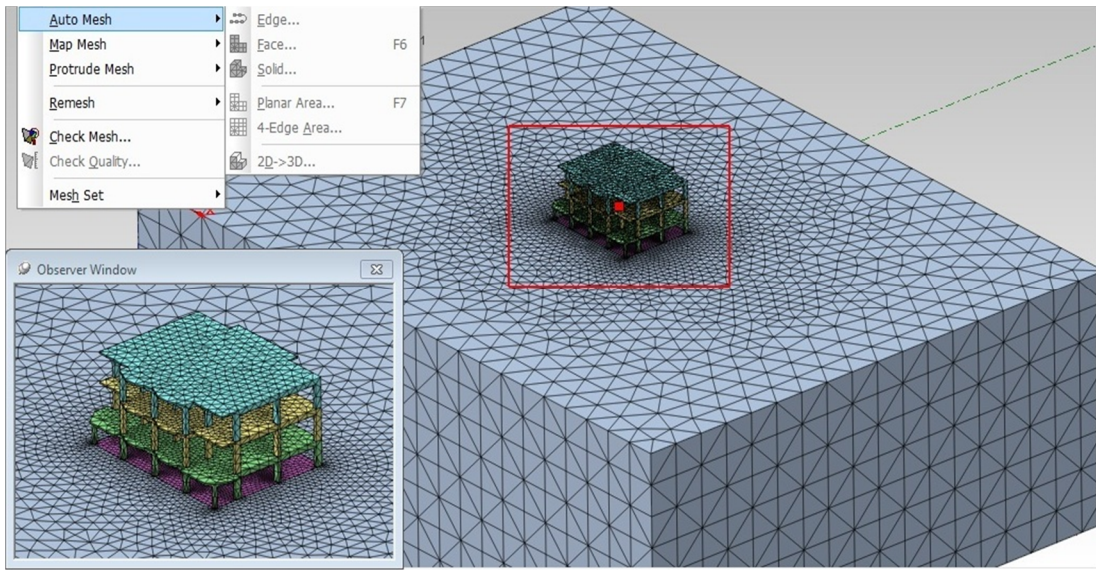 Auto Mesh
Map Mesh
Protrude Mesh
Remesh
Check Mesh...
Check Quality...
Mesh Set
Edge...
Face... F6
Solid...
Planar Area... F7
4-Edge Area...
2D->3D...
Observer Window